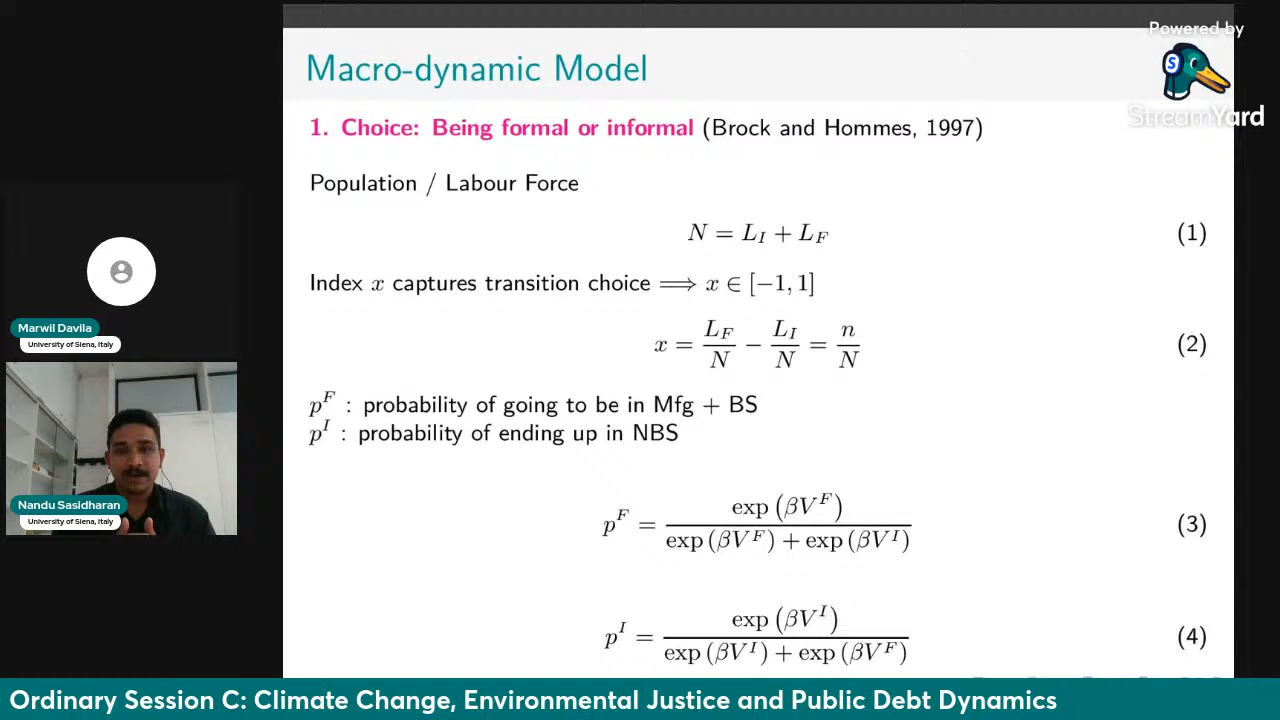 Powered by
StreamYard
Macro-dynamic Model
1. Choice: Being formal or informal (Brock and Hommes, 1997)
Population / Labour Force
N = L_I + L_F (1)
Index x captures transition choice ⟹ x ∈ [−1, 1]
x = L_F/N − L_I/N = n/N (2)
p^F : probability of going to be in Mfg + BS
p^I : probability of ending up in NBS
p^F = exp (βV^F) / (exp (βV^F) + exp (βV^I)) (3)
p^I = exp (βV^I) / (exp (βV^I) + exp (βV^F)) (4)
Marwil Davila
University of Siena, Italy
Nandu Sasidharan
University of Siena, Italy
Ordinary Session C: Climate Change, Environmental Justice and Public Debt Dynamics